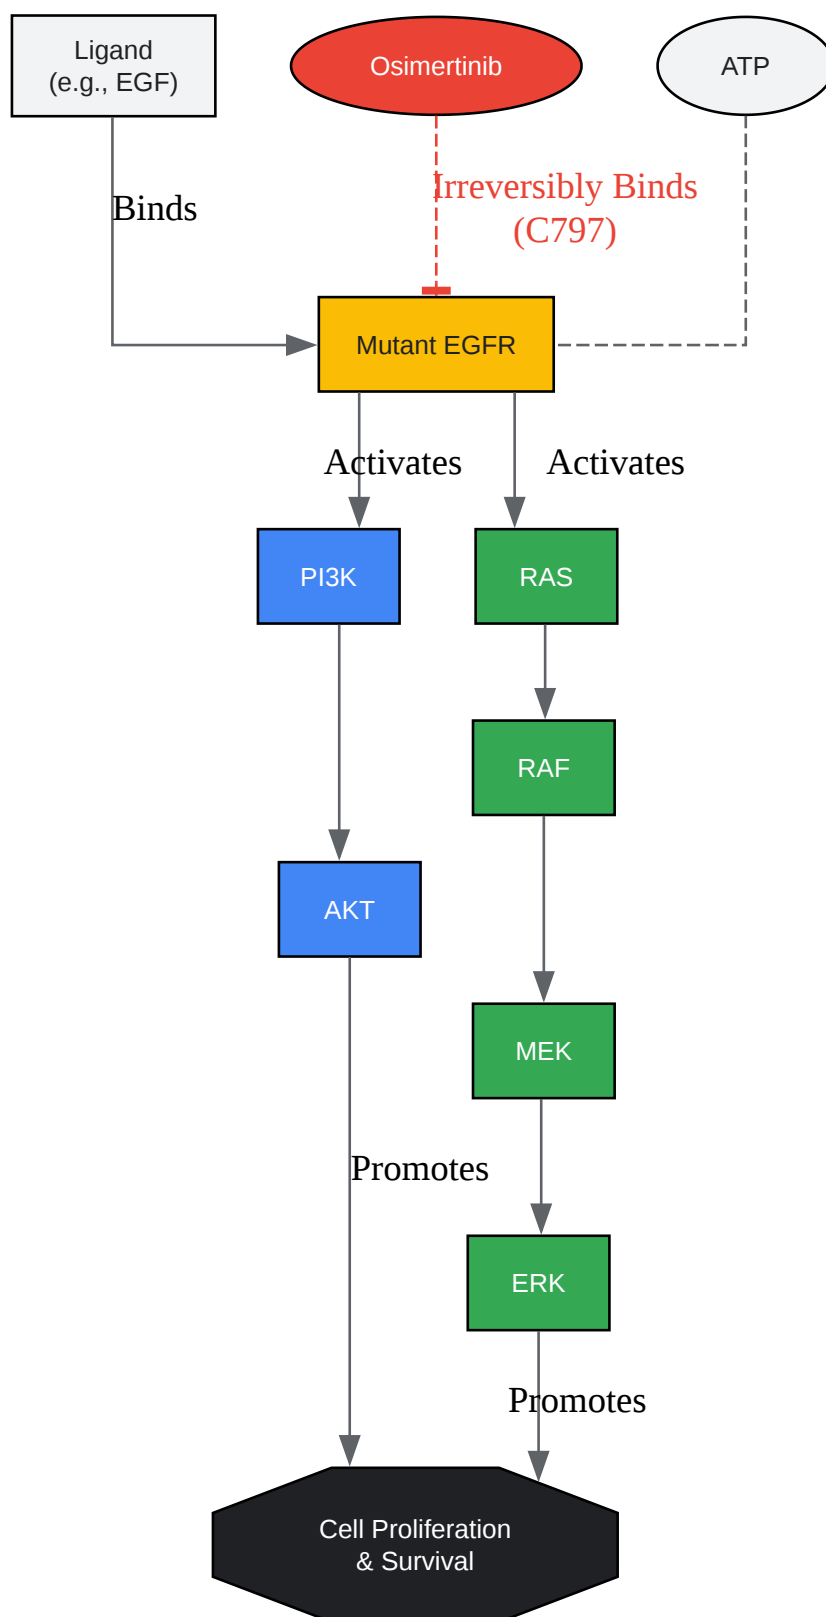 Ligand
(e.g., EGF)
Osimertinib
ATP
Binds
Irreversibly Binds
(C797)
Mutant EGFR
Activates
Activates
PI3K
RAS
RAF
AKT
MEK
Promotes
ERK
Promotes
Cell Proliferation
& Survival